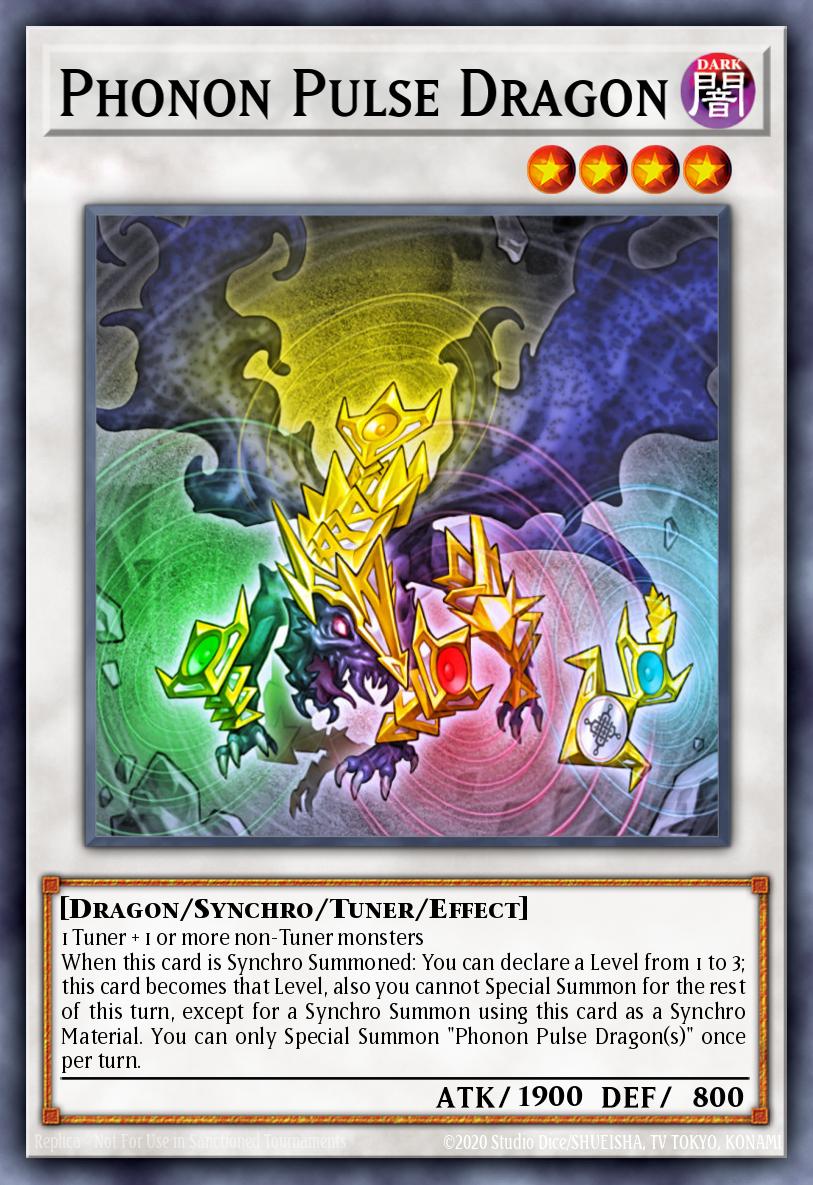 Phonon Pulse Dragon
DARK
闇
[Dragon/Synchro/Tuner/Effect]
1 Tuner + 1 or more non-Tuner monsters
When this card is Synchro Summoned: You can declare a Level from 1 to 3;
this card becomes that Level, also you cannot Special Summon for the rest
of this turn, except for a Synchro Summon using this card as a Synchro
Material. You can only Special Summon "Phonon Pulse Dragon(s)" once
per turn.
ATK/ 1900 DEF/ 800
Replica - Not For Use in Sanctioned Tournaments
©2020 Studio Dice/SHUEISHA, TV TOKYO, KONAMI